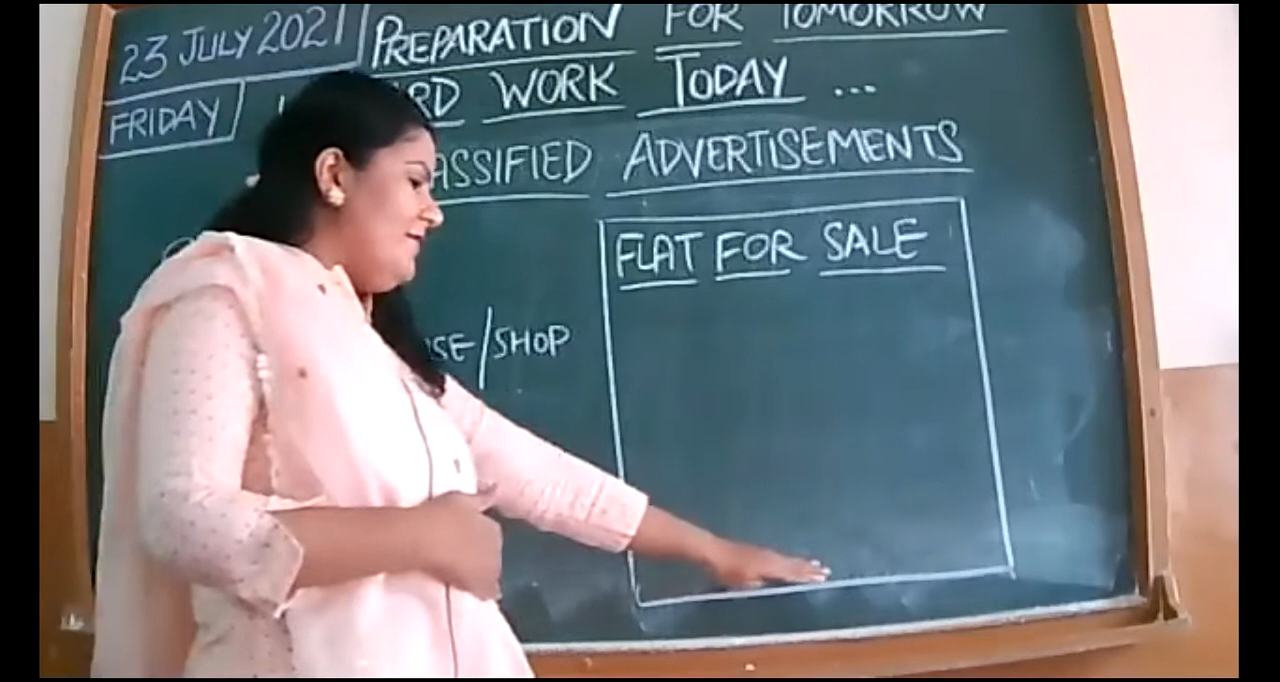 23 JULY 2021
FRIDAY
PREPARATION FOR TOMORROW
WORK TODAY ...
ADVERTISEMENTS
FLAT FOR SALE
/SHOP